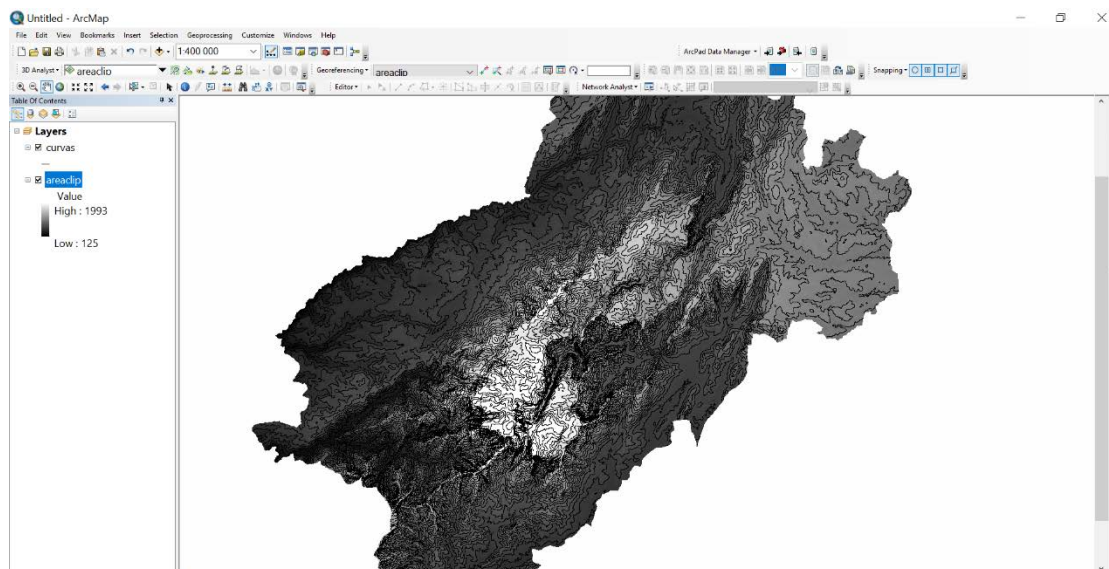 Untitled - ArcMap
File Edit View Bookmarks Insert Selection Geoprocessing Customize Windows Help
1:400 000
ArcPad Data Manager
3D Analyst areaclip
Georeferencing areaclip
Snapping
Editor
Network Analyst
Table Of Contents
Layers
curvas
areaclip
Value
High : 1993
Low : 125